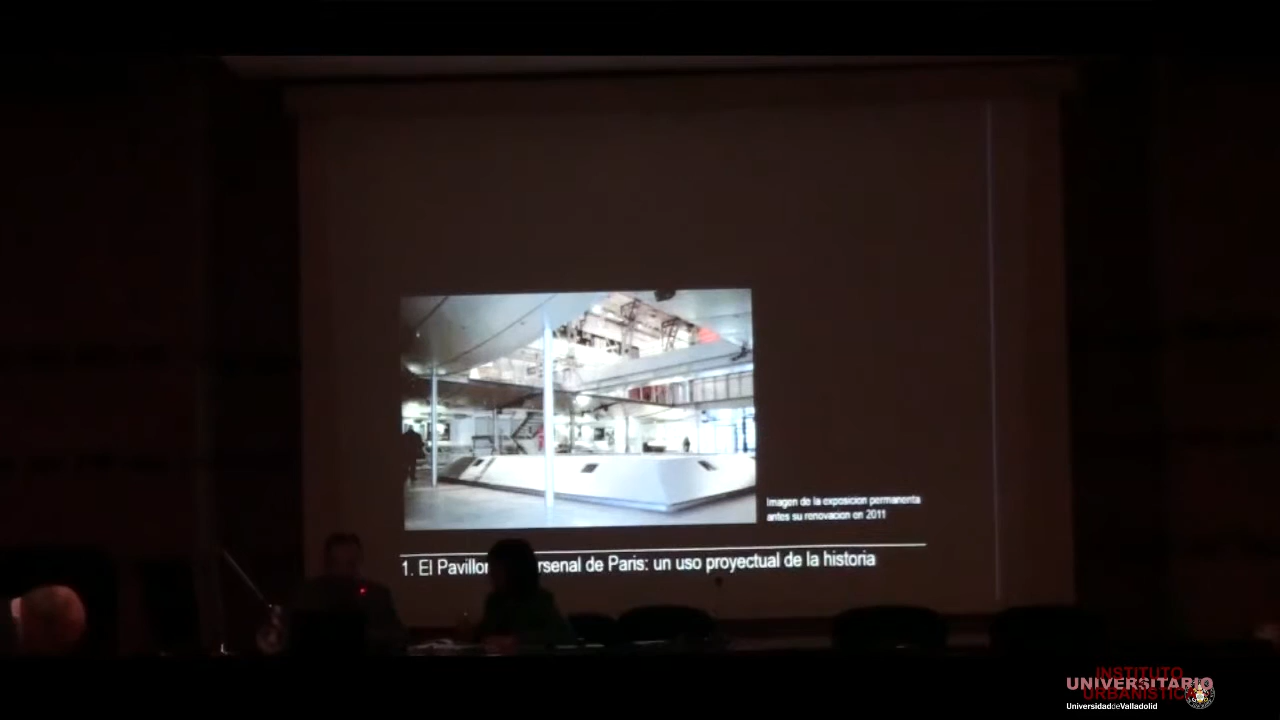 Imagen de la exposicion permanenta
antes su renovacion en 2011
1. El Pavillon rsenal de Paris: un uso proyectual de la historia
INSTITUTO
UNIVERSITARIO
URBANÍSTICA
UniversidaddeValladolid